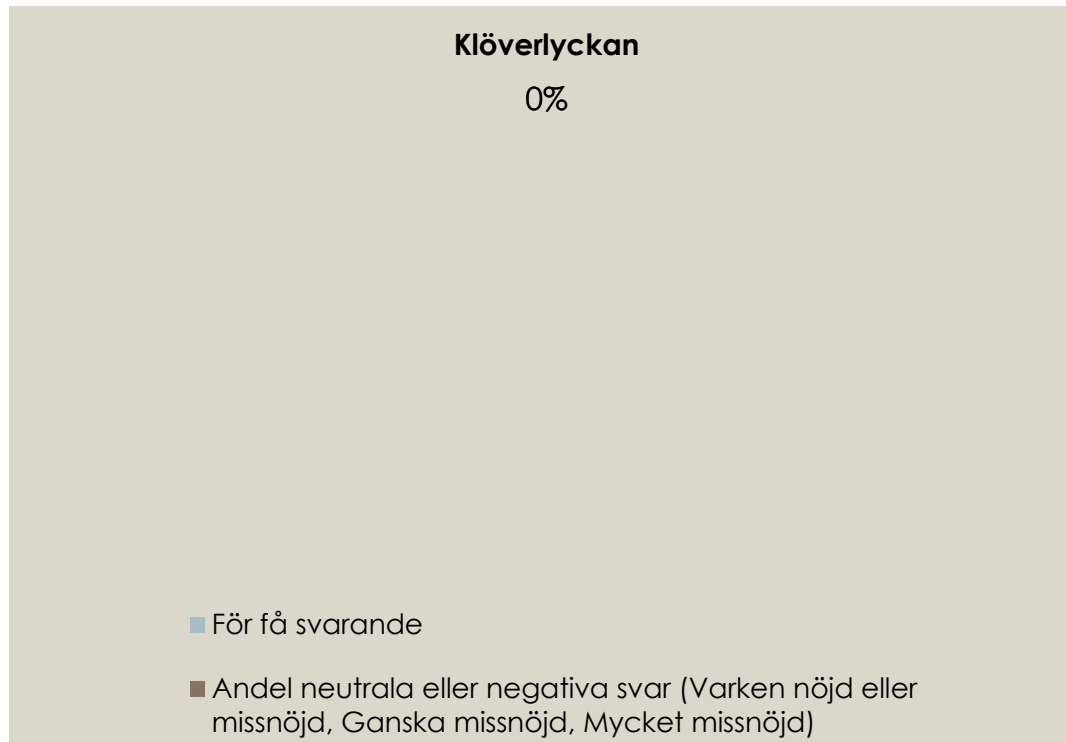 Klöverlyckan
0%
För få svarande
Andel neutrala eller negativa svar (Varken nöjd eller
missnöjd, Ganska missnöjd, Mycket missnöjd)